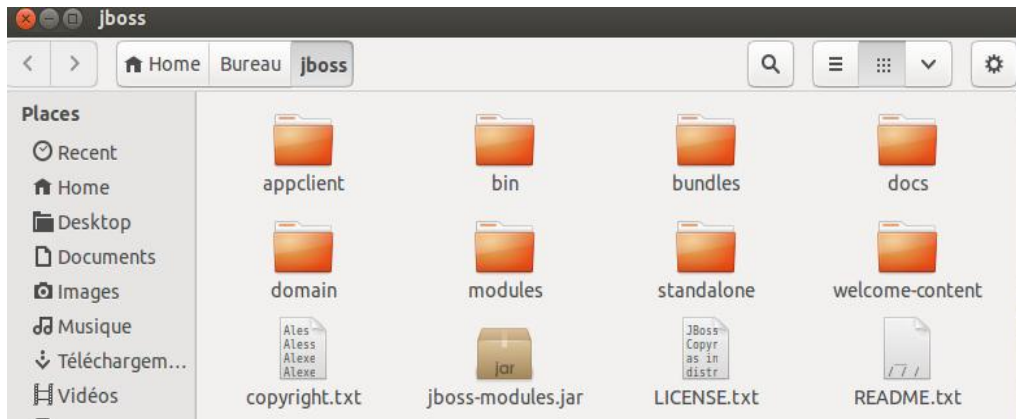 jboss
Home Bureau jboss
Places
Recent
Home
Desktop
Documents
Images
Musique
Téléchargem...
Vidéos
appclient bin bundles docs
domain modules standalone welcome-content
Ales
Aless
Alexe
Alexe
jar
JBoss
Copyr
as in
distr
copyright.txt jboss-modules.jar LICENSE.txt README.txt